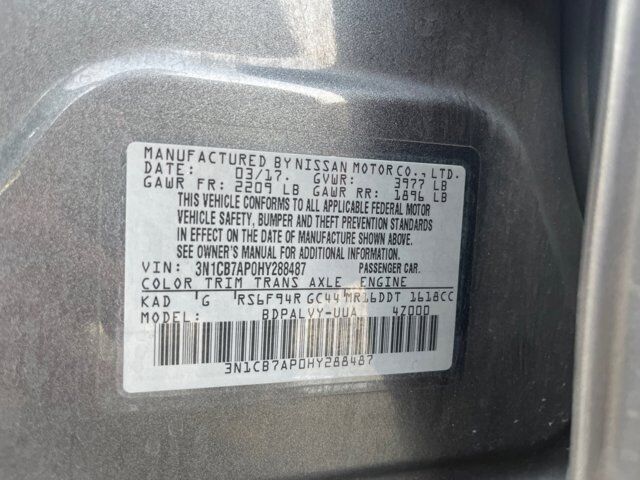 MANUFACTURED BY NISSAN MOTOR CO., LTD.
DATE: 03/17. GVWR: 3977 LB
GAWR FR: 2209 LB GAWR RR: 1896 LB
THIS VEHICLE CONFORMS TO ALL APPLICABLE FEDERAL MOTOR
VEHICLE SAFETY, BUMPER AND THEFT PREVENTION STANDARDS
IN EFFECT ON THE DATE OF MANUFACTURE SHOWN ABOVE.
SEE OWNER'S MANUAL FOR ADDITIONAL INFORMATION.
VIN: 3N1CB7AP0HY288487 PASSENGER CAR.
COLOR TRIM TRANS AXLE ENGINE
KAD G RS6F94R GC44 MR16DDT 1618CC
MODEL: BDPALVY-UUA 4Z000
3N1CB7AP0HY288487